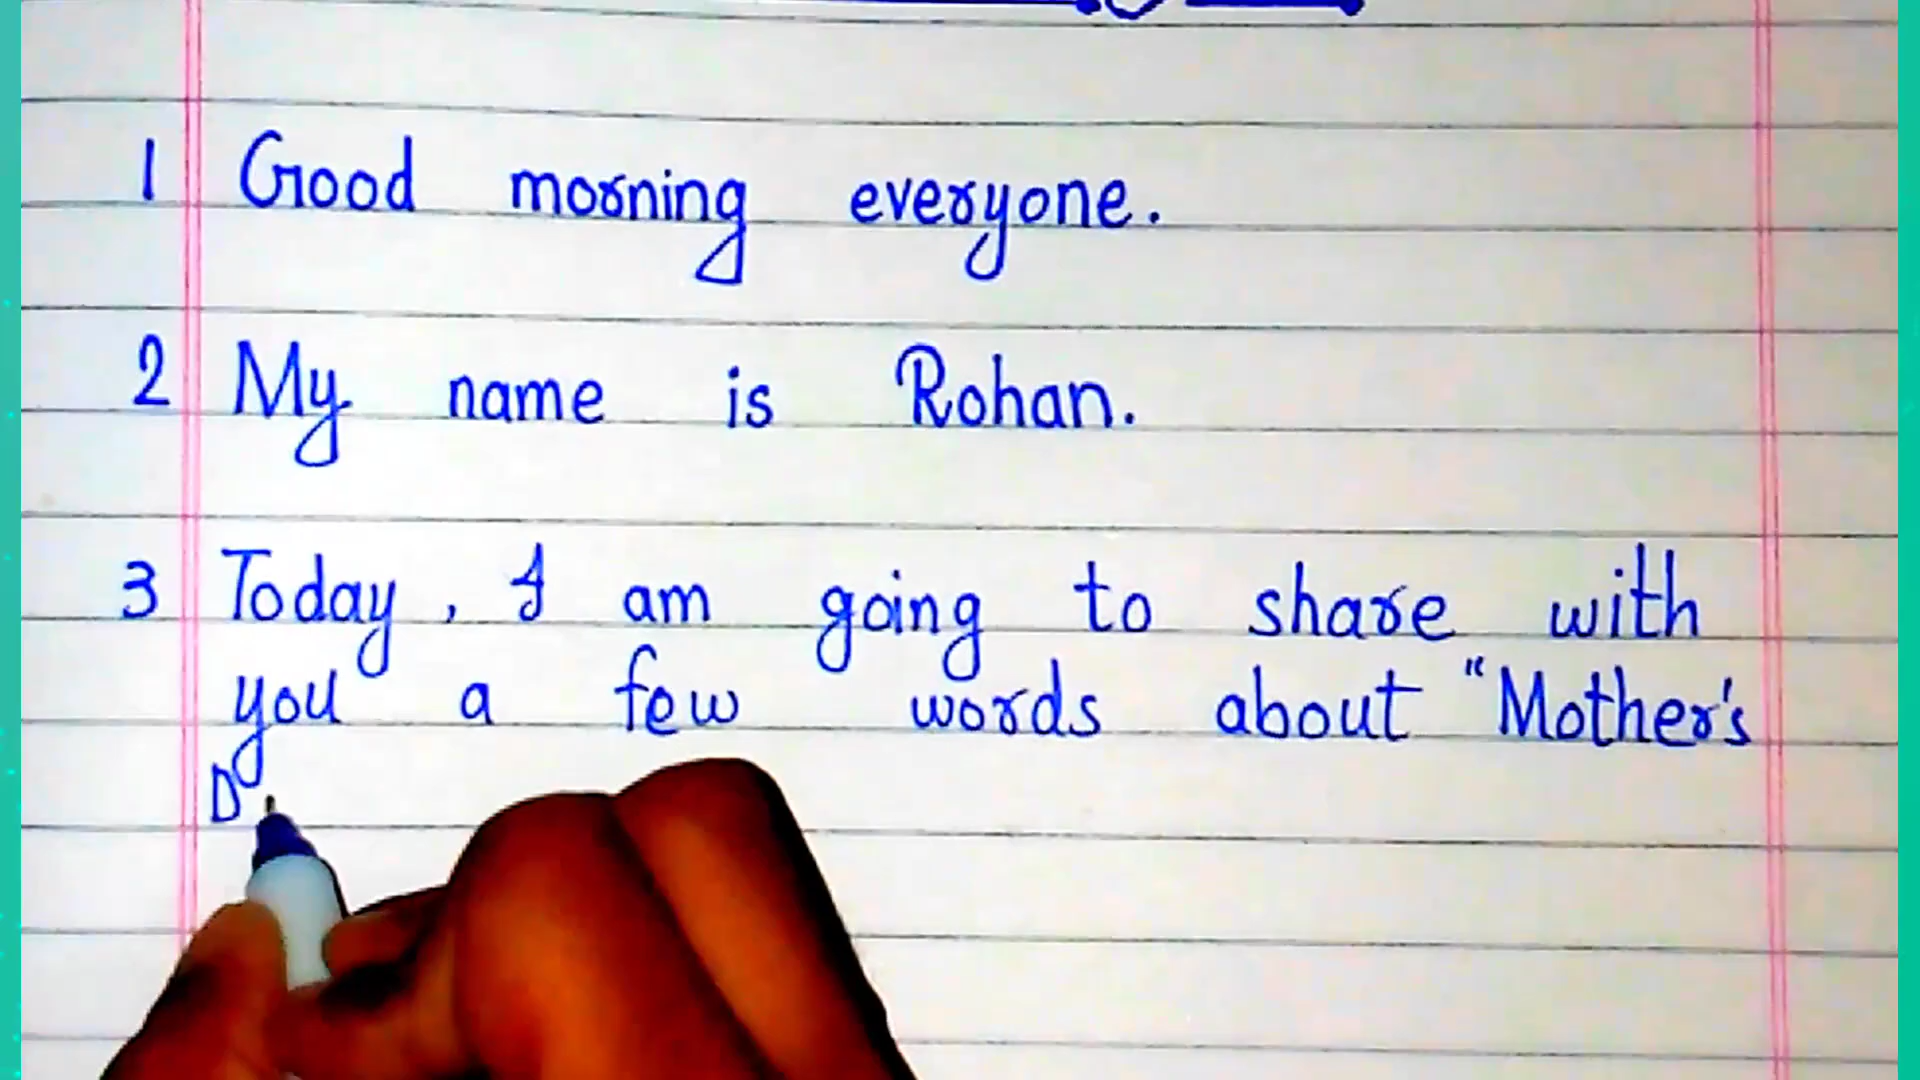 1 Good morning everyone.
2 My name is Rohan.
3 Today, I am going to share with
you a few words about "Mother's
D